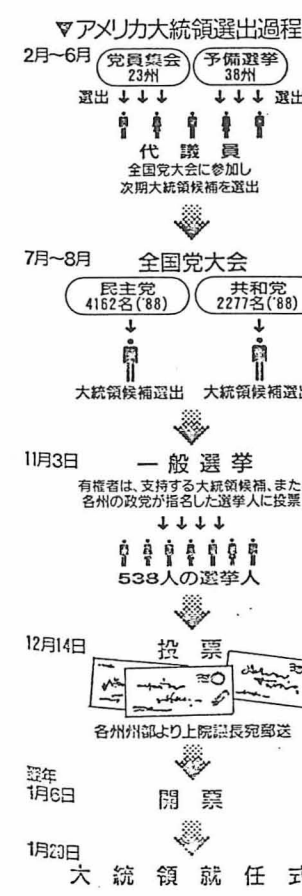 ▼アメリカ大統領選出過程
2月〜6月
党員集会
23州
予備選挙
38州
選出 ↓↓↓ ↓↓↓ 選出
代議員
全国党大会に参加し
次期大統領候補を選出
7月〜8月 全国党大会
民主党
4162名('88)
共和党
2277名('88)
↓ ↓
大統領候補選出 大統領候補選出
11月3日 一般選挙
有権者は、支持する大統領候補、また
各州の政党が指名した選挙人に投票
↓↓↓↓
538人の選挙人
12月14日 投票
各州州都より上院議長宛郵送
翌年
1月6日 開票
1月20日
大統領就任式